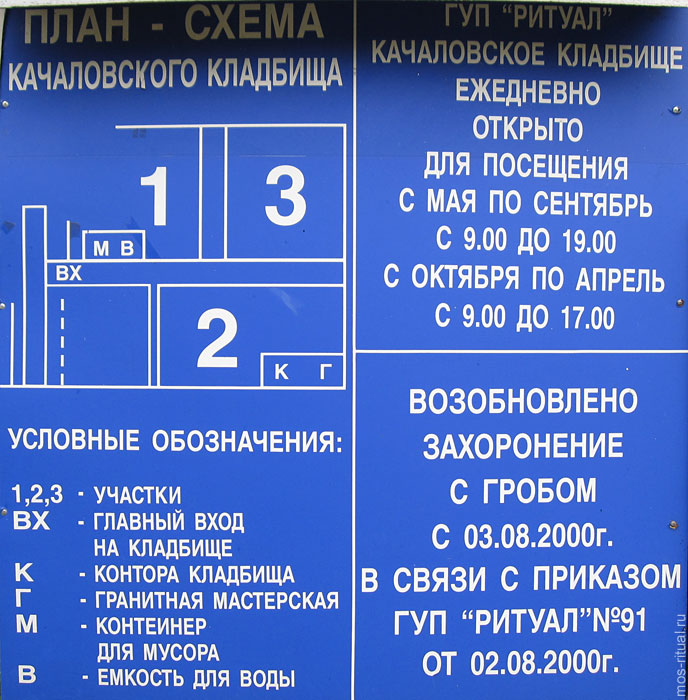 ПЛАН - СХЕМА
КАЧАЛОВСКОГО КЛАДБИЩА
1
3
М В
ВХ
2
К Г
УСЛОВНЫЕ ОБОЗНАЧЕНИЯ:
1,2,3 - УЧАСТКИ
ВХ - ГЛАВНЫЙ ВХОД
НА КЛАДБИЩЕ
К - КОНТОРА КЛАДБИЩА
Г - ГРАНИТНАЯ МАСТЕРСКАЯ
М - КОНТЕИНЕР
ДЛЯ МУСОРА
В - ЕМКОСТЬ ДЛЯ ВОДЫ
ГУП “РИТУАЛ”
КАЧАЛОВСКОЕ КЛАДБИЩЕ
ЕЖЕДНЕВНО
ОТКРЫТО
ДЛЯ ПОСЕЩЕНИЯ
С МАЯ ПО СЕНТЯБРЬ
С 9.00 ДО 19.00
С ОКТЯБРЯ ПО АПРЕЛЬ
С 9.00 ДО 17.00
ВОЗОБНОВЛЕНО
ЗАХОРОНЕНИЕ
С ГРОБОМ
С 03.08.2000г.
В СВЯЗИ С ПРИКАЗОМ
ГУП “РИТУАЛ”№91
ОТ 02.08.2000г.
mos-ritual.ru